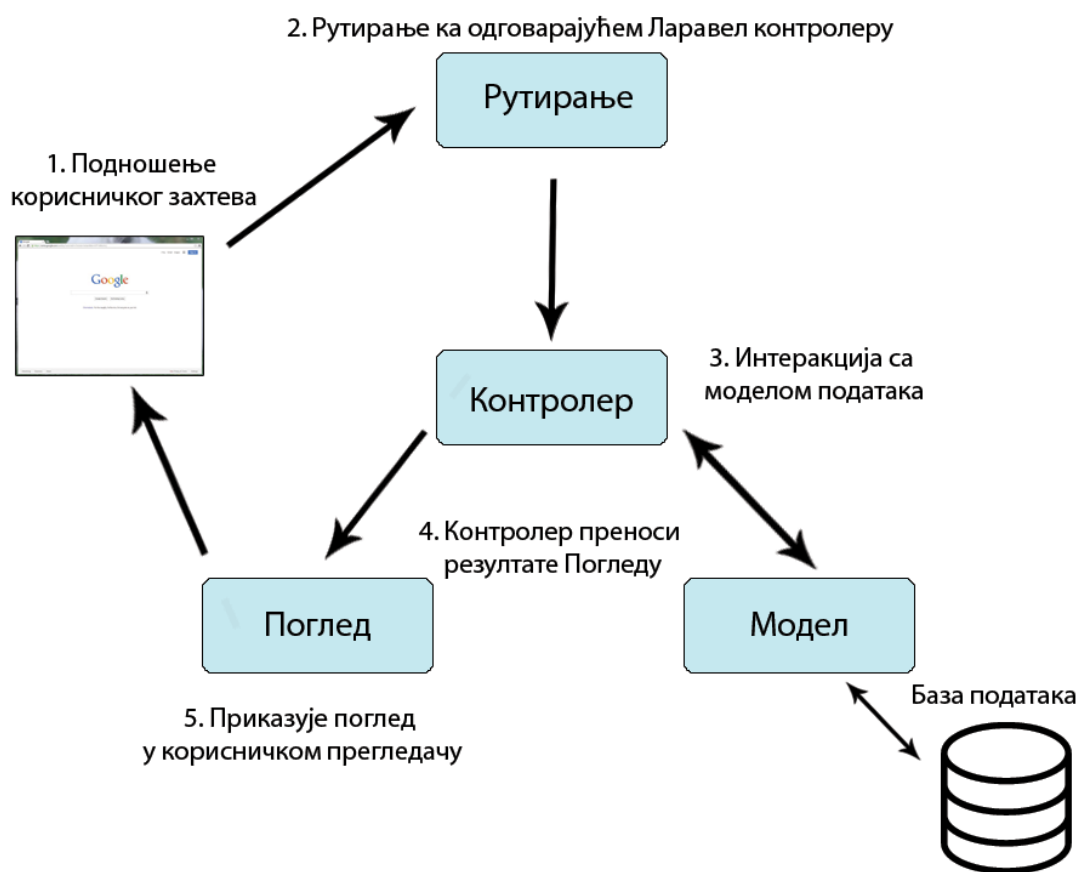 2. Рутирање ка одговарајућем Ларавел контролеру
Рутирање
1. Подношење
корисничког захтева
Google
Контролер
3. Интеракција са
моделом података
4. Контролер преноси
резултате Погледу
Поглед
Модел
5. Приказује поглед
у корисничком прегледачу
База података